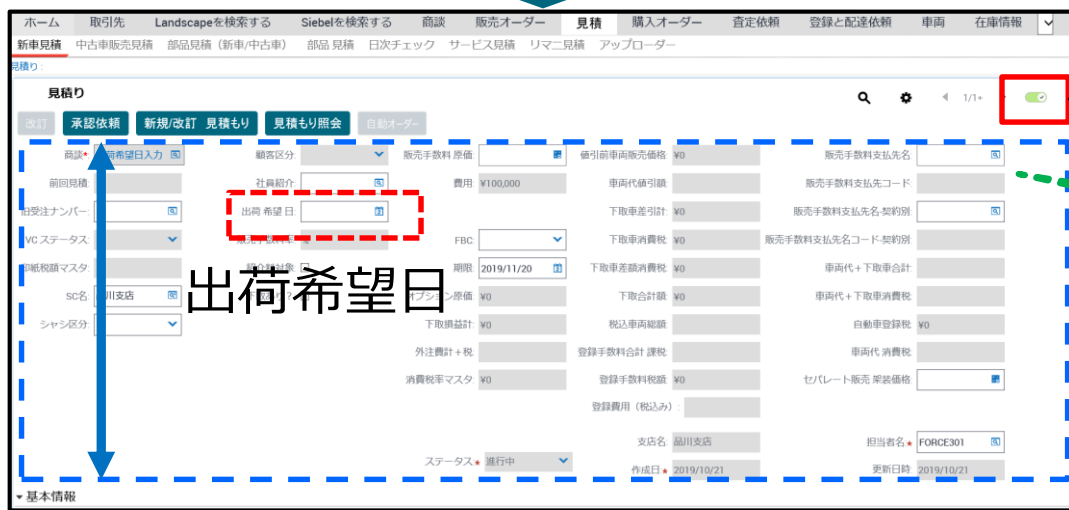 ホーム 取引先 Landscapeを検索する Siebelを検索する 商談 販売オーダー 見積 購入オーダー 査定依頼 登録と配達依頼 車両 在庫情報
新車見積 中古車販売見積 部品見積（新車/中古車） 部品 見積 日次チェック サービス見積 リマニ見積 アップローダー
見積り:
見積り 1/1+
改訂 承認依頼 新規/改訂 見積もり 見積もり照会 自動オーダー
商談* 出荷希望日入力 顧客区分: 販売手数料 原価: 値引前車両販売価格: ¥0 販売手数料支払先名:
前回見積: 社員紹介: 費用: ¥100,000 車両代値引額: 販売手数料支払先コード:
旧受注ナンバー: 出荷 希望 日: 下取車差引計: ¥0 販売手数料支払先名-契約別:
VC ステータス: 販売手数料率: FBC: 下取車消費税: ¥0 販売手数料支払先名コード-契約別:
印紙税額マスタ: 期限: 2019/11/20 下取車差額消費税: ¥0 車両代＋下取車合計:
SC名: 品川支店 オプション原価: ¥0 下取合計額: ¥0 車両代＋下取車消費税:
出荷希望日
シャシ区分: 下取損益計: ¥0 税込車両総額: 自動車登録税: ¥0
外注費計＋税: 登録手数料合計 課税: 車両代 消費税:
消費税率マスタ: ¥0 登録手数料税額: ¥0 セパレート販売 架装価格:
登録費用（税込み）:
支店名: 品川支店 担当者名* FORCE301
ステータス* 進行中 作成日* 2019/10/21 更新日時: 2019/10/21
基本情報